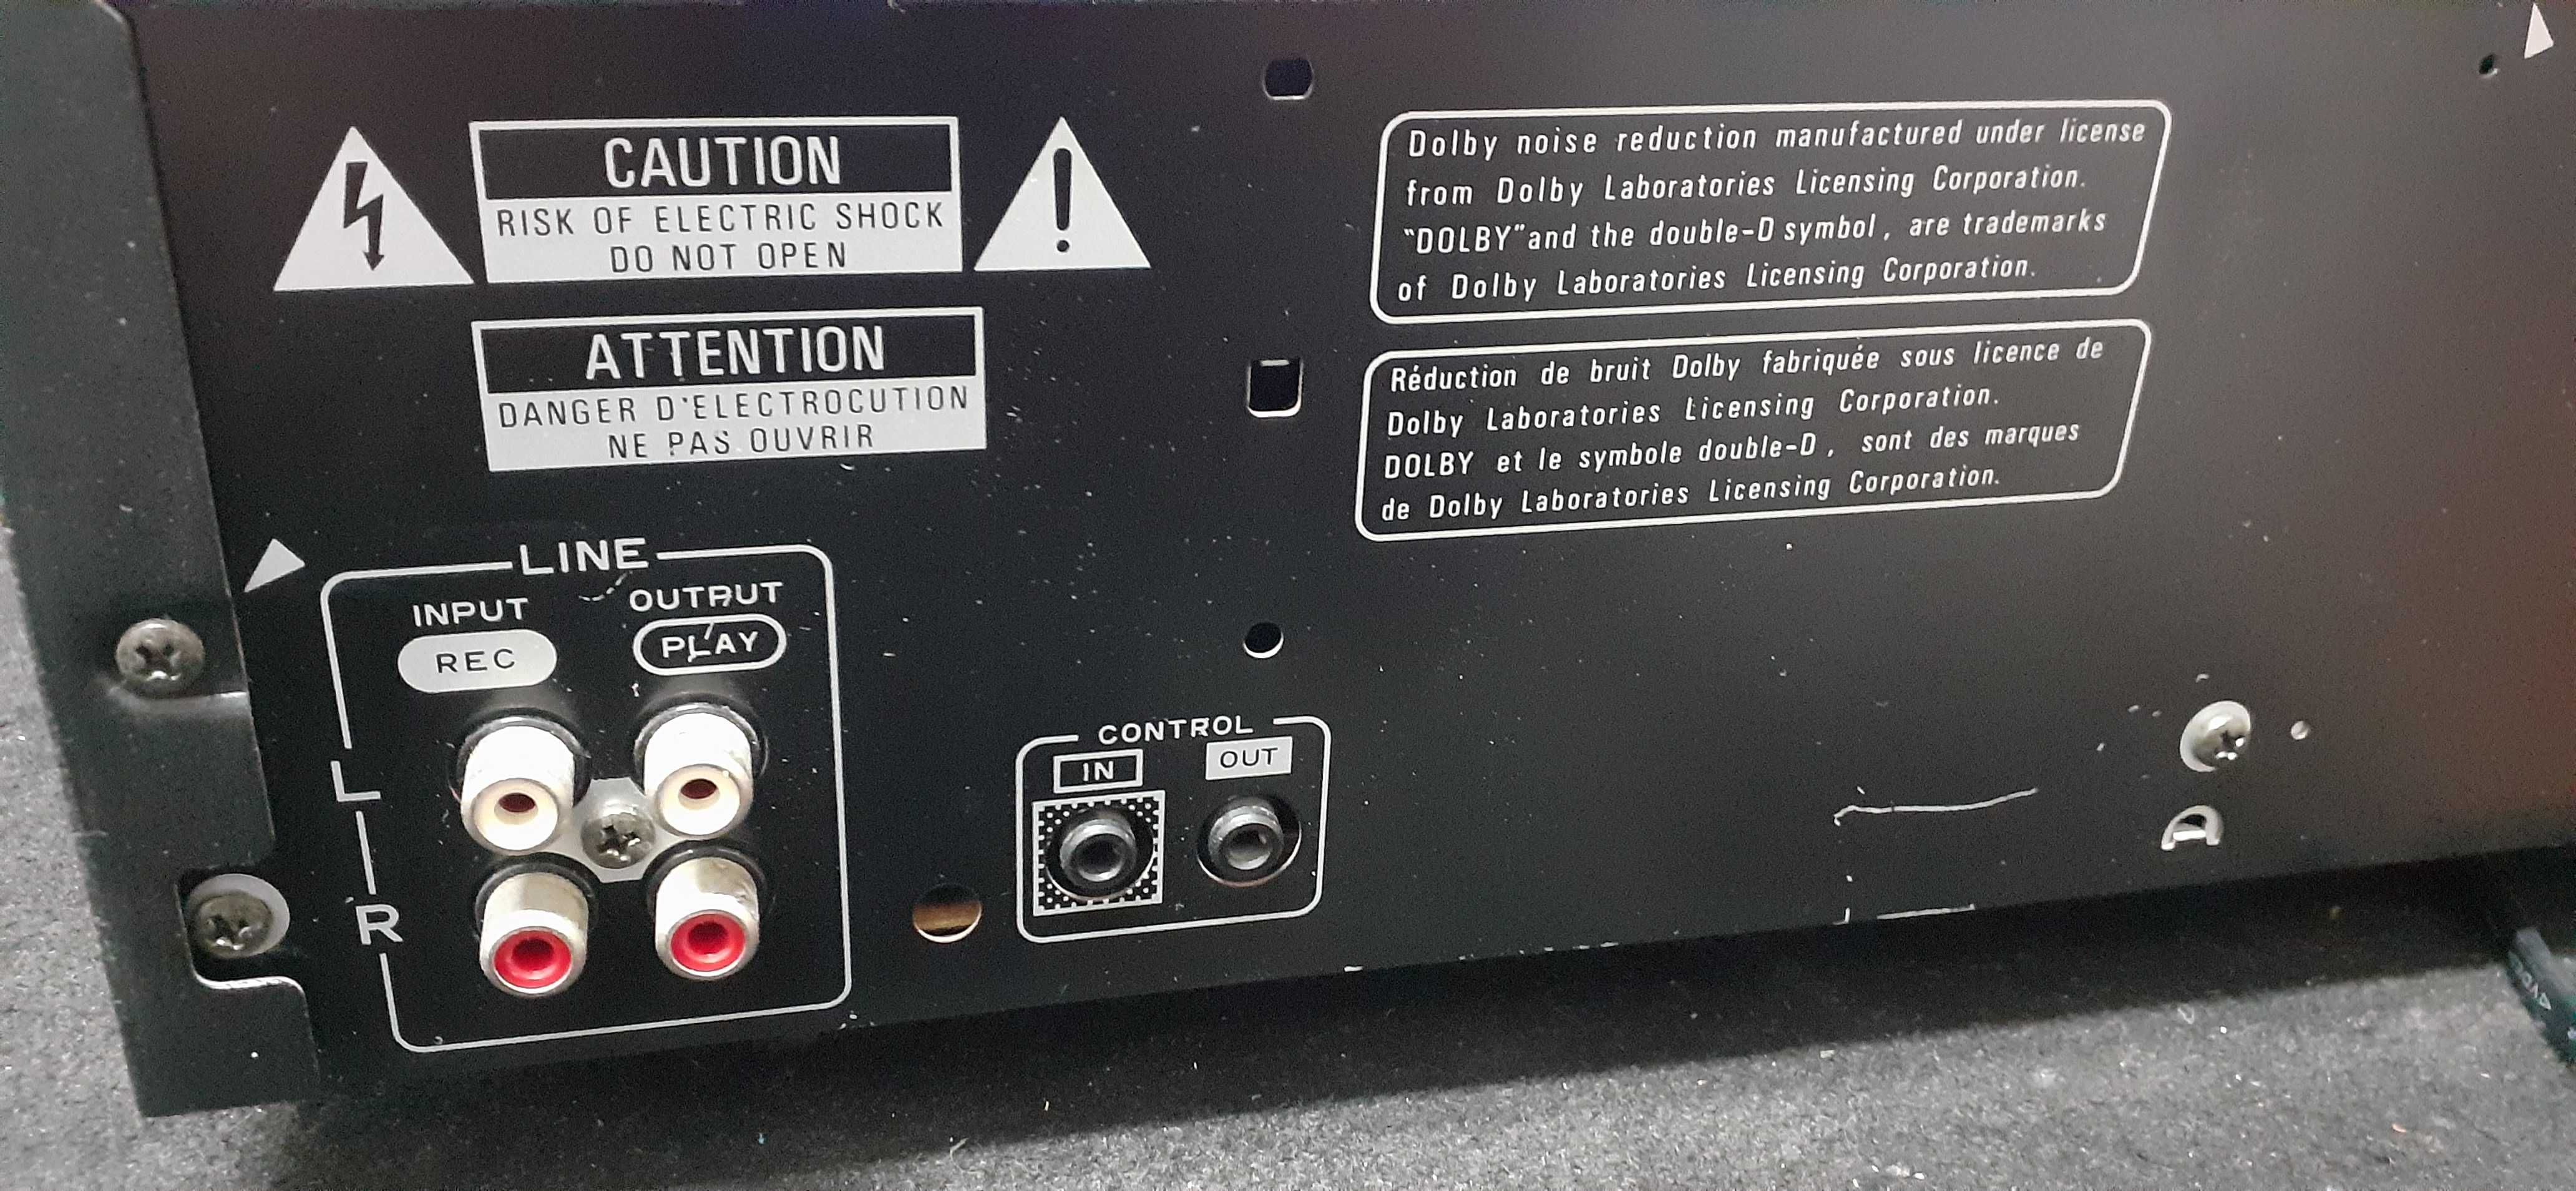 CAUTION
RISK OF ELECTRIC SHOCK
DO NOT OPEN
ATTENTION
DANGER D'ELECTROCUTION
NE PAS OUVRIR
Dolby noise reduction manufactured under license
from Dolby Laboratories Licensing Corporation.
"DOLBY" and the double-D symbol, are trademarks
of Dolby Laboratories Licensing Corporation.
Réduction de bruit Dolby fabriquée sous licence de
Dolby Laboratories Licensing Corporation.
DOLBY et le symbole double-D, sont des marques
de Dolby Laboratories Licensing Corporation.
LINE
INPUT OUTPUT
REC PLAY
L
R
CONTROL
IN OUT